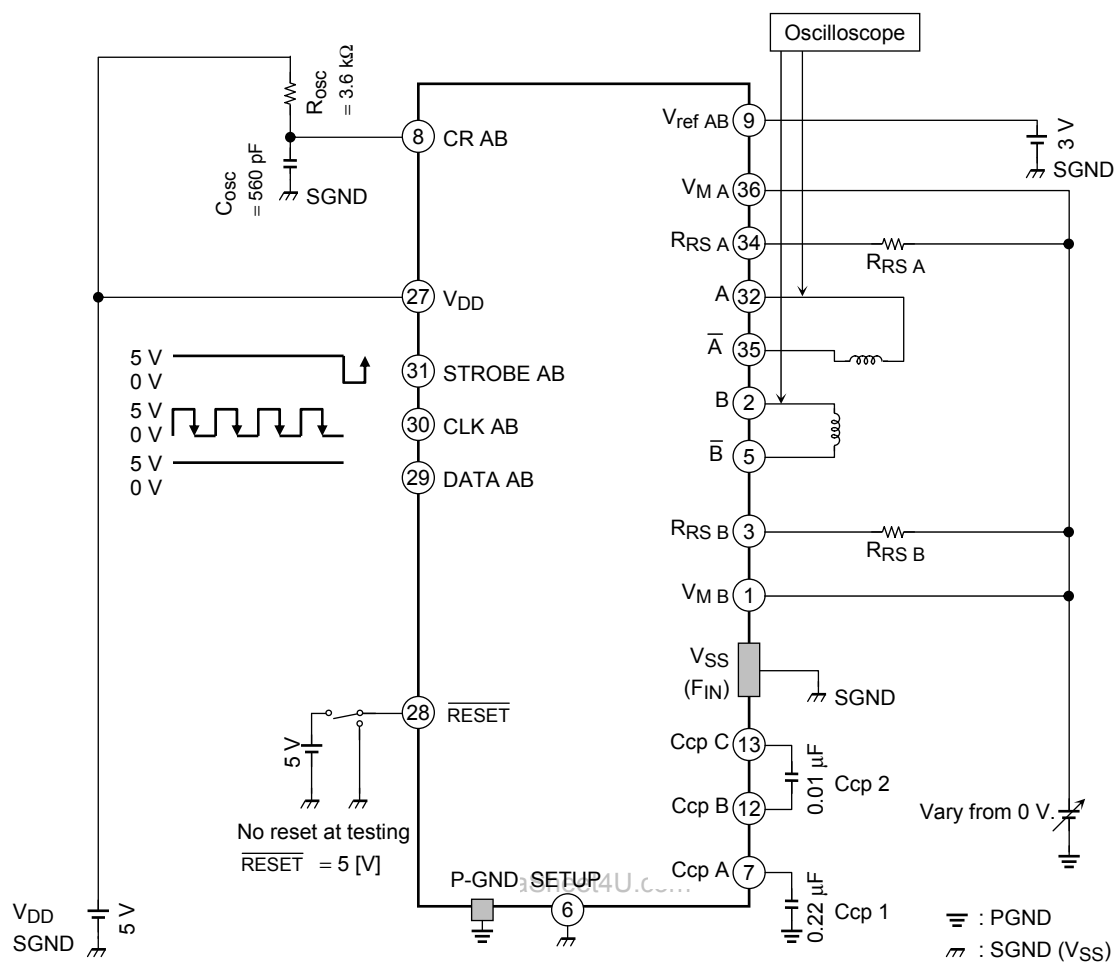 Oscilloscope
Rosc
= 3.6 kΩ
Cosc
= 560 pF
SGND
8
CR AB
Vref AB
9
3 V
SGND
VM A
36
RRS A
34
RRS A
A
32
A̅
35
B
2
B̅
5
27
VDD
5 V
0 V
31
STROBE AB
5 V
0 V
30
CLK AB
5 V
0 V
29
DATA AB
RRS B
3
RRS B
VM B
1
VSS
(FIN)
SGND
28
RESET
5 V
No reset at testing
RESET = 5 [V]
Ccp C
13
0.01 μF
Ccp 2
Ccp B
12
Vary from 0 V.
Ccp A
7
0.22 μF
Ccp 1
P-GND
SETUP
6
VDD
SGND
5 V
: PGND
: SGND (VSS)